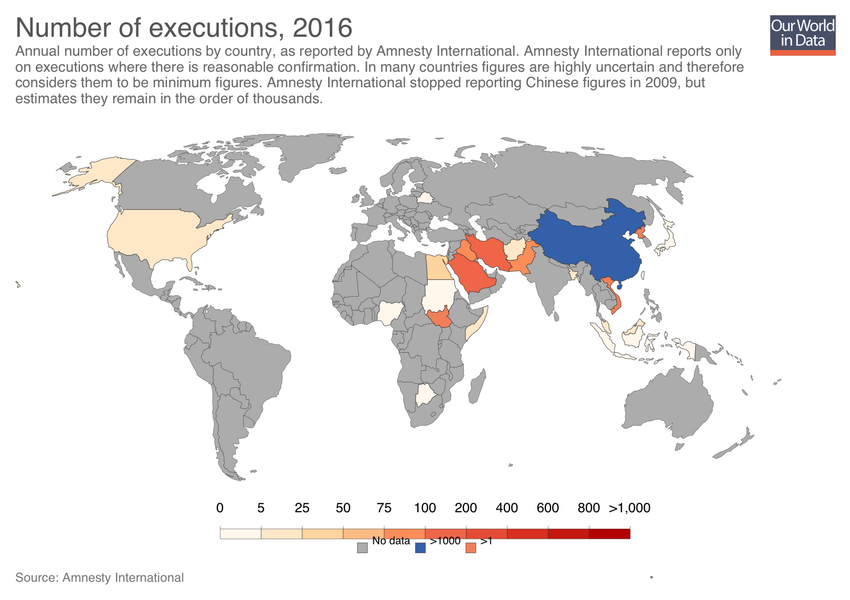 Number of executions, 2016
Our World
in Data
Annual number of executions by country, as reported by Amnesty International. Amnesty International reports only
on executions where there is reasonable confirmation. In many countries figures are highly uncertain and therefore
considers them to be minimum figures. Amnesty International stopped reporting Chinese figures in 2009, but
estimates they remain in the order of thousands.
0 5 25 50 75 100 200 400 600 800 >1,000
No data >1000 >1
Source: Amnesty International